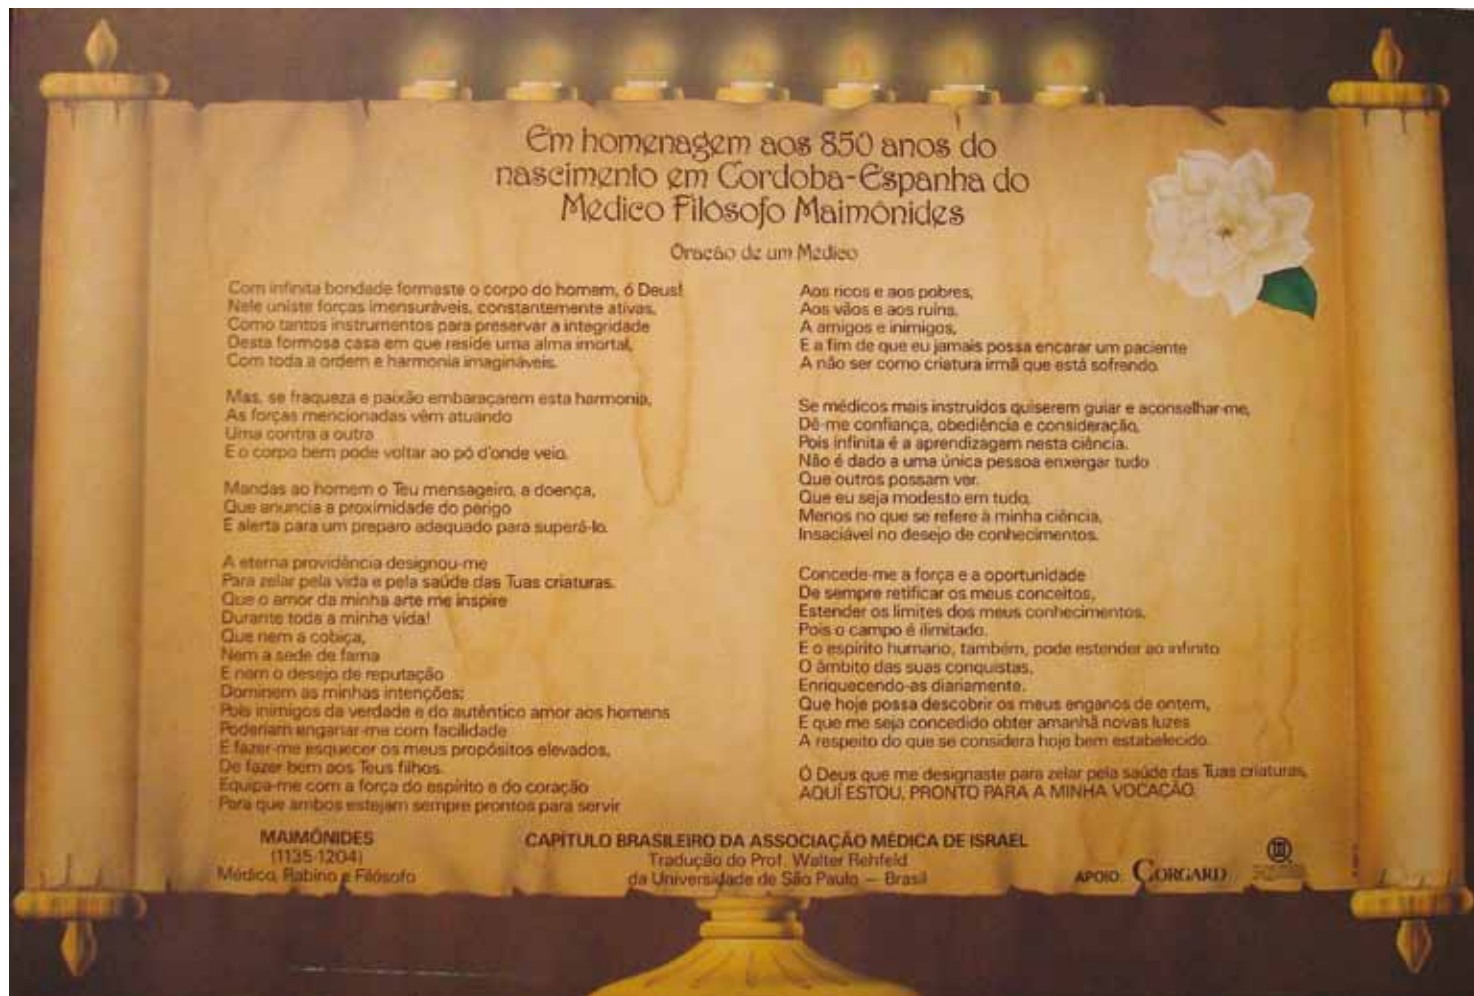 Em homenagem aos 850 anos do
nascimento em Cordoba-Espanha do
Médico Filósofo Maimônides
Oração de um Médico
Com infinita bondade formaste o corpo do homem, ó Deus!
Nele uniste forças imensuráveis, constantemente ativas,
Como tantos instrumentos para preservar a integridade
Desta formosa casa em que reside uma alma imortal,
Com toda a ordem e harmonia imagináveis.
Mas, se fraqueza e paixão embaraçarem esta harmonia,
As forças mencionadas vêm atuando
Uma contra a outra
E o corpo bem pode voltar ao pó d'onde veio.
Mandas ao homem o Teu mensageiro, a doença,
Que anuncia a proximidade do perigo
E alerta para um preparo adequado para superá-lo.
A eterna providência designou-me
Para zelar pela vida e pela saúde das Tuas criaturas.
Que o amor da minha arte me inspire
Durante toda a minha vida!
Que nem a cobiça,
Nem a sede de fama
E nem o desejo de reputação
Dominem as minhas intenções;
Pois inimigos da verdade e do autêntico amor aos homens
Poderiam enganar-me com facilidade
E fazer-me esquecer os meus propósitos elevados,
De fazer bem aos Teus filhos.
Equipa-me com a força do espírito e do coração
Para que ambos estejam sempre prontos para servir
Aos ricos e aos pobres,
Aos vãos e aos ruins,
A amigos e inimigos,
E a fim de que eu jamais possa encarar um paciente
A não ser como criatura irmã que está sofrendo.
Se médicos mais instruídos quiserem guiar e aconselhar-me,
Dê-me confiança, obediência e consideração,
Pois infinita é a aprendizagem nesta ciência.
Não é dado a uma única pessoa enxergar tudo
Que outros possam ver.
Que eu seja modesto em tudo,
Menos no que se refere à minha ciência,
Insaciável no desejo de conhecimentos.
Concede-me a força e a oportunidade
De sempre retificar os meus conceitos,
Estender os limites dos meus conhecimentos,
Pois o campo é ilimitado.
E o espírito humano, também, pode estender ao infinito
O âmbito das suas conquistas,
Enriquecendo-as diariamente.
Que hoje possa descobrir os meus enganos de ontem,
E que me seja concedido obter amanhã novas luzes
A respeito do que se considera hoje bem estabelecido.
Ó Deus que me designaste para zelar pela saúde das Tuas criaturas,
AQUI ESTOU, PRONTO PARA A MINHA VOCAÇÃO.
MAIMÔNIDES
(1135-1204)
Médico, Rabino e Filósofo
CAPÍTULO BRASILEIRO DA ASSOCIAÇÃO MÉDICA DE ISRAEL
Tradução do Prof. Walter Rehfeld
da Universidade de São Paulo — Brasil
APOIO: CORGARD